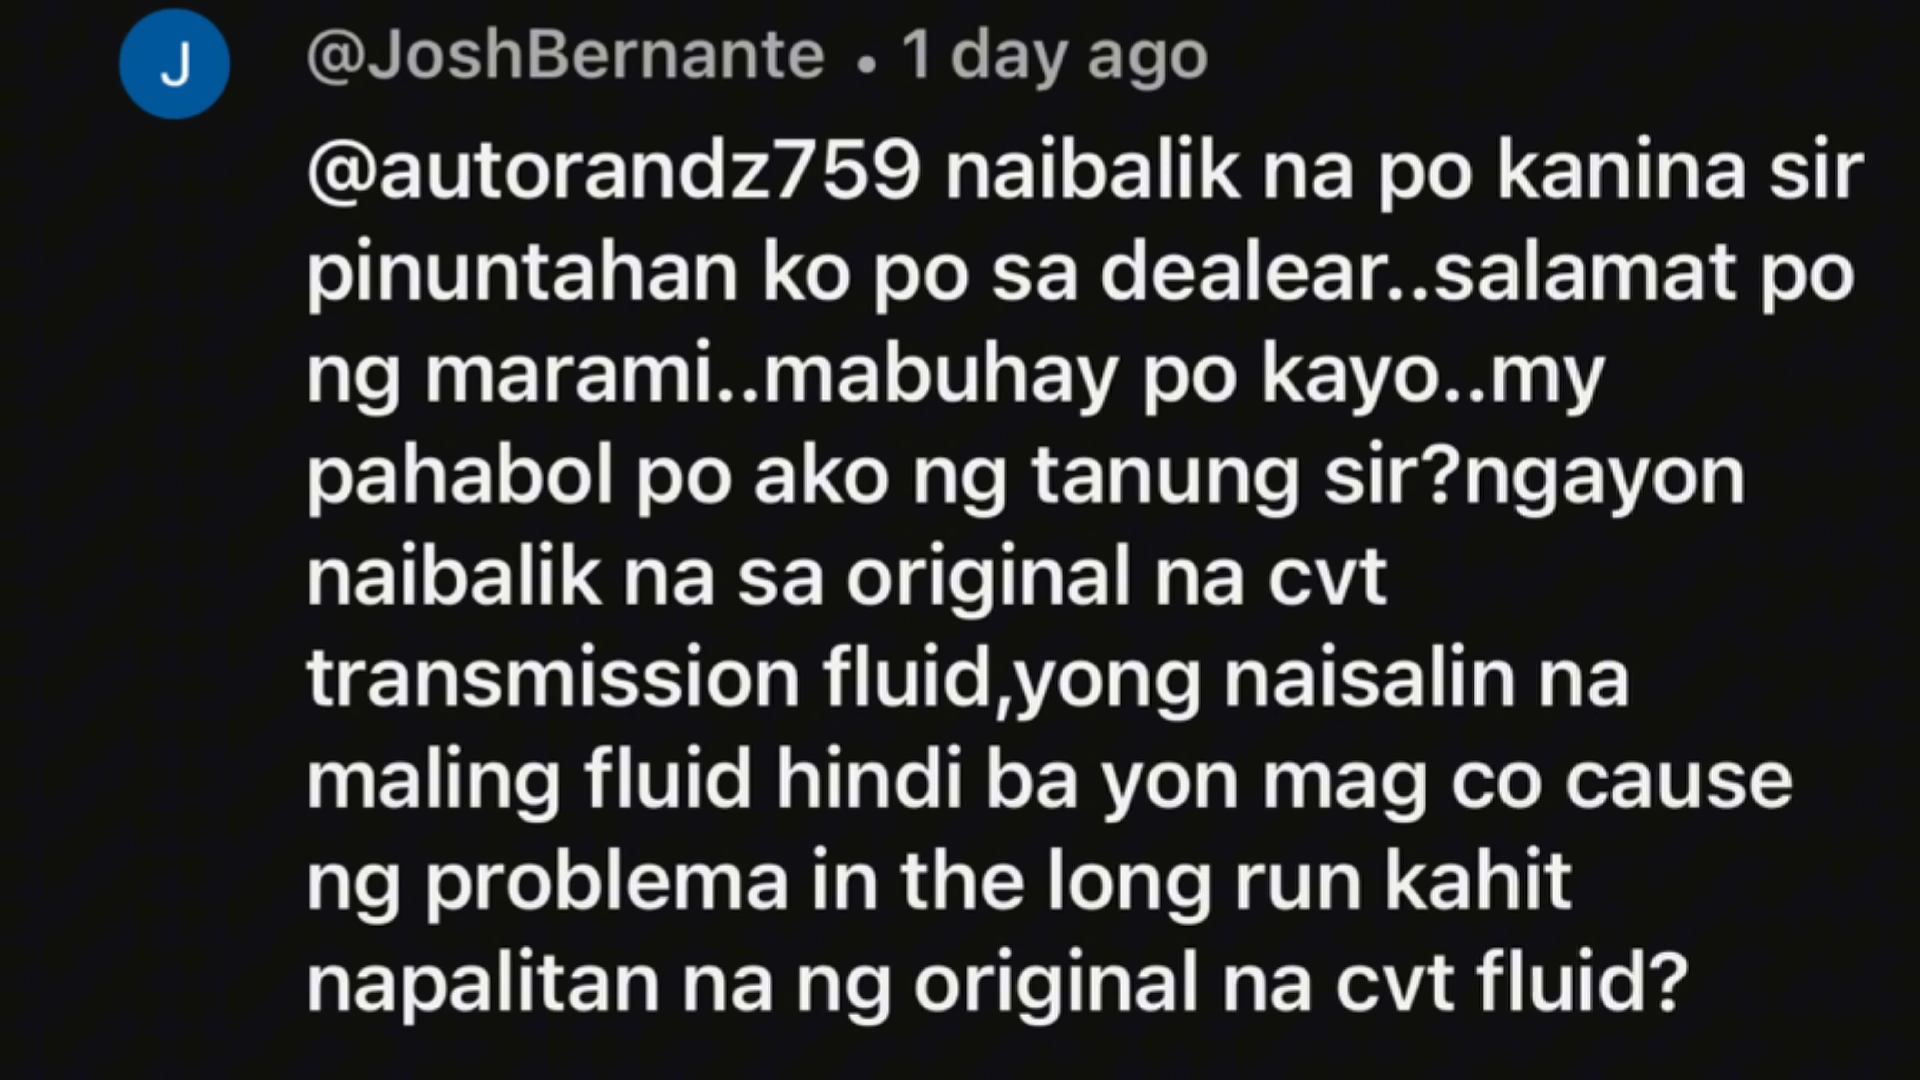 J
@JoshBernante • 1 day ago
@autorandz759 naibalik na po kanina sir
pinuntahan ko po sa dealear..salamat po
ng marami..mabuhay po kayo..my
pahabol po ako ng tanung sir?ngayon
naibalik na sa original na cvt
transmission fluid,yong naisalin na
maling fluid hindi ba yon mag co cause
ng problema in the long run kahit
napalitan na ng original na cvt fluid?